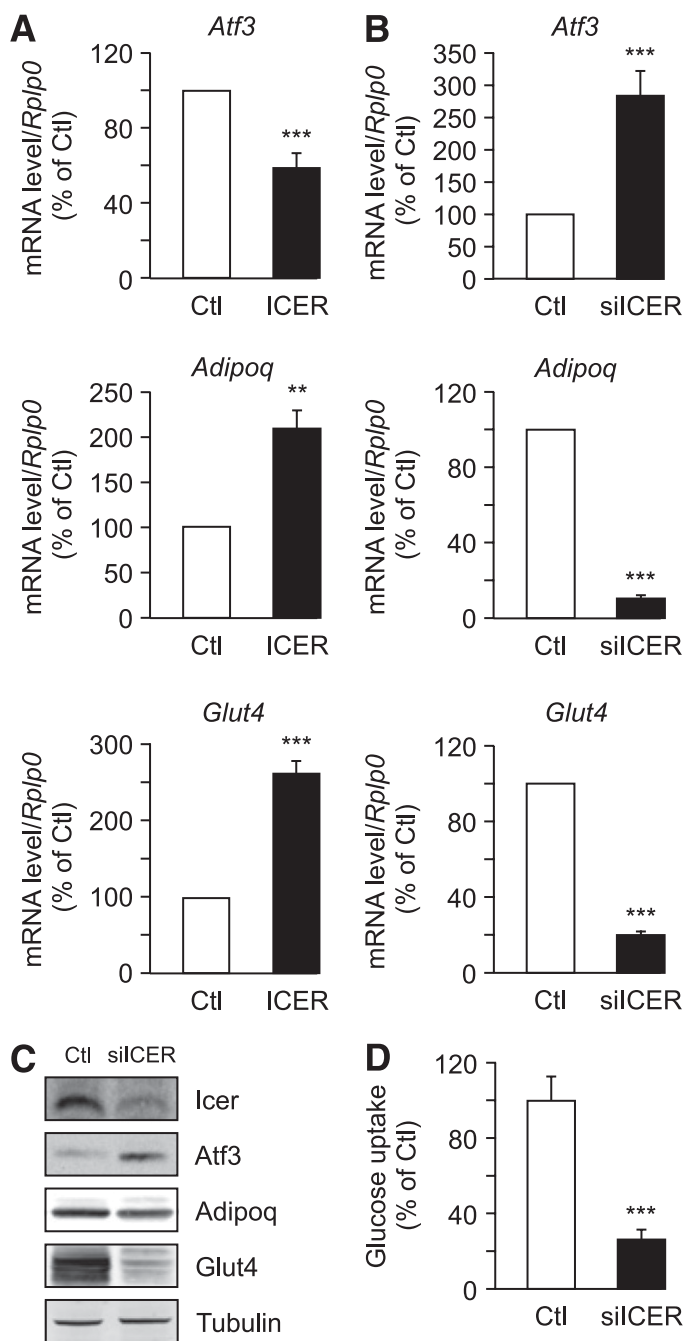 A
Atf3
mRNA level/Rplp0
(% of Ctl)
120
80
40
0
***
Ctl
ICER
B
Atf3
mRNA level/Rplp0
(% of Ctl)
350
300
250
200
150
100
50
0
***
Ctl
siICER
Adipoq
mRNA level/Rplp0
(% of Ctl)
250
200
150
100
50
0
**
Ctl
ICER
Adipoq
mRNA level/Rplp0
(% of Ctl)
120
80
40
0
***
Ctl
siICER
Glut4
mRNA level/Rplp0
(% of Ctl)
300
200
100
0
***
Ctl
ICER
Glut4
mRNA level/Rplp0
(% of Ctl)
120
80
40
0
***
Ctl
siICER
C
Ctl siICER
Icer
Atf3
Adipoq
Glut4
Tubulin
D
Glucose uptake
(% of Ctl)
120
80
40
0
***
Ctl
siICER